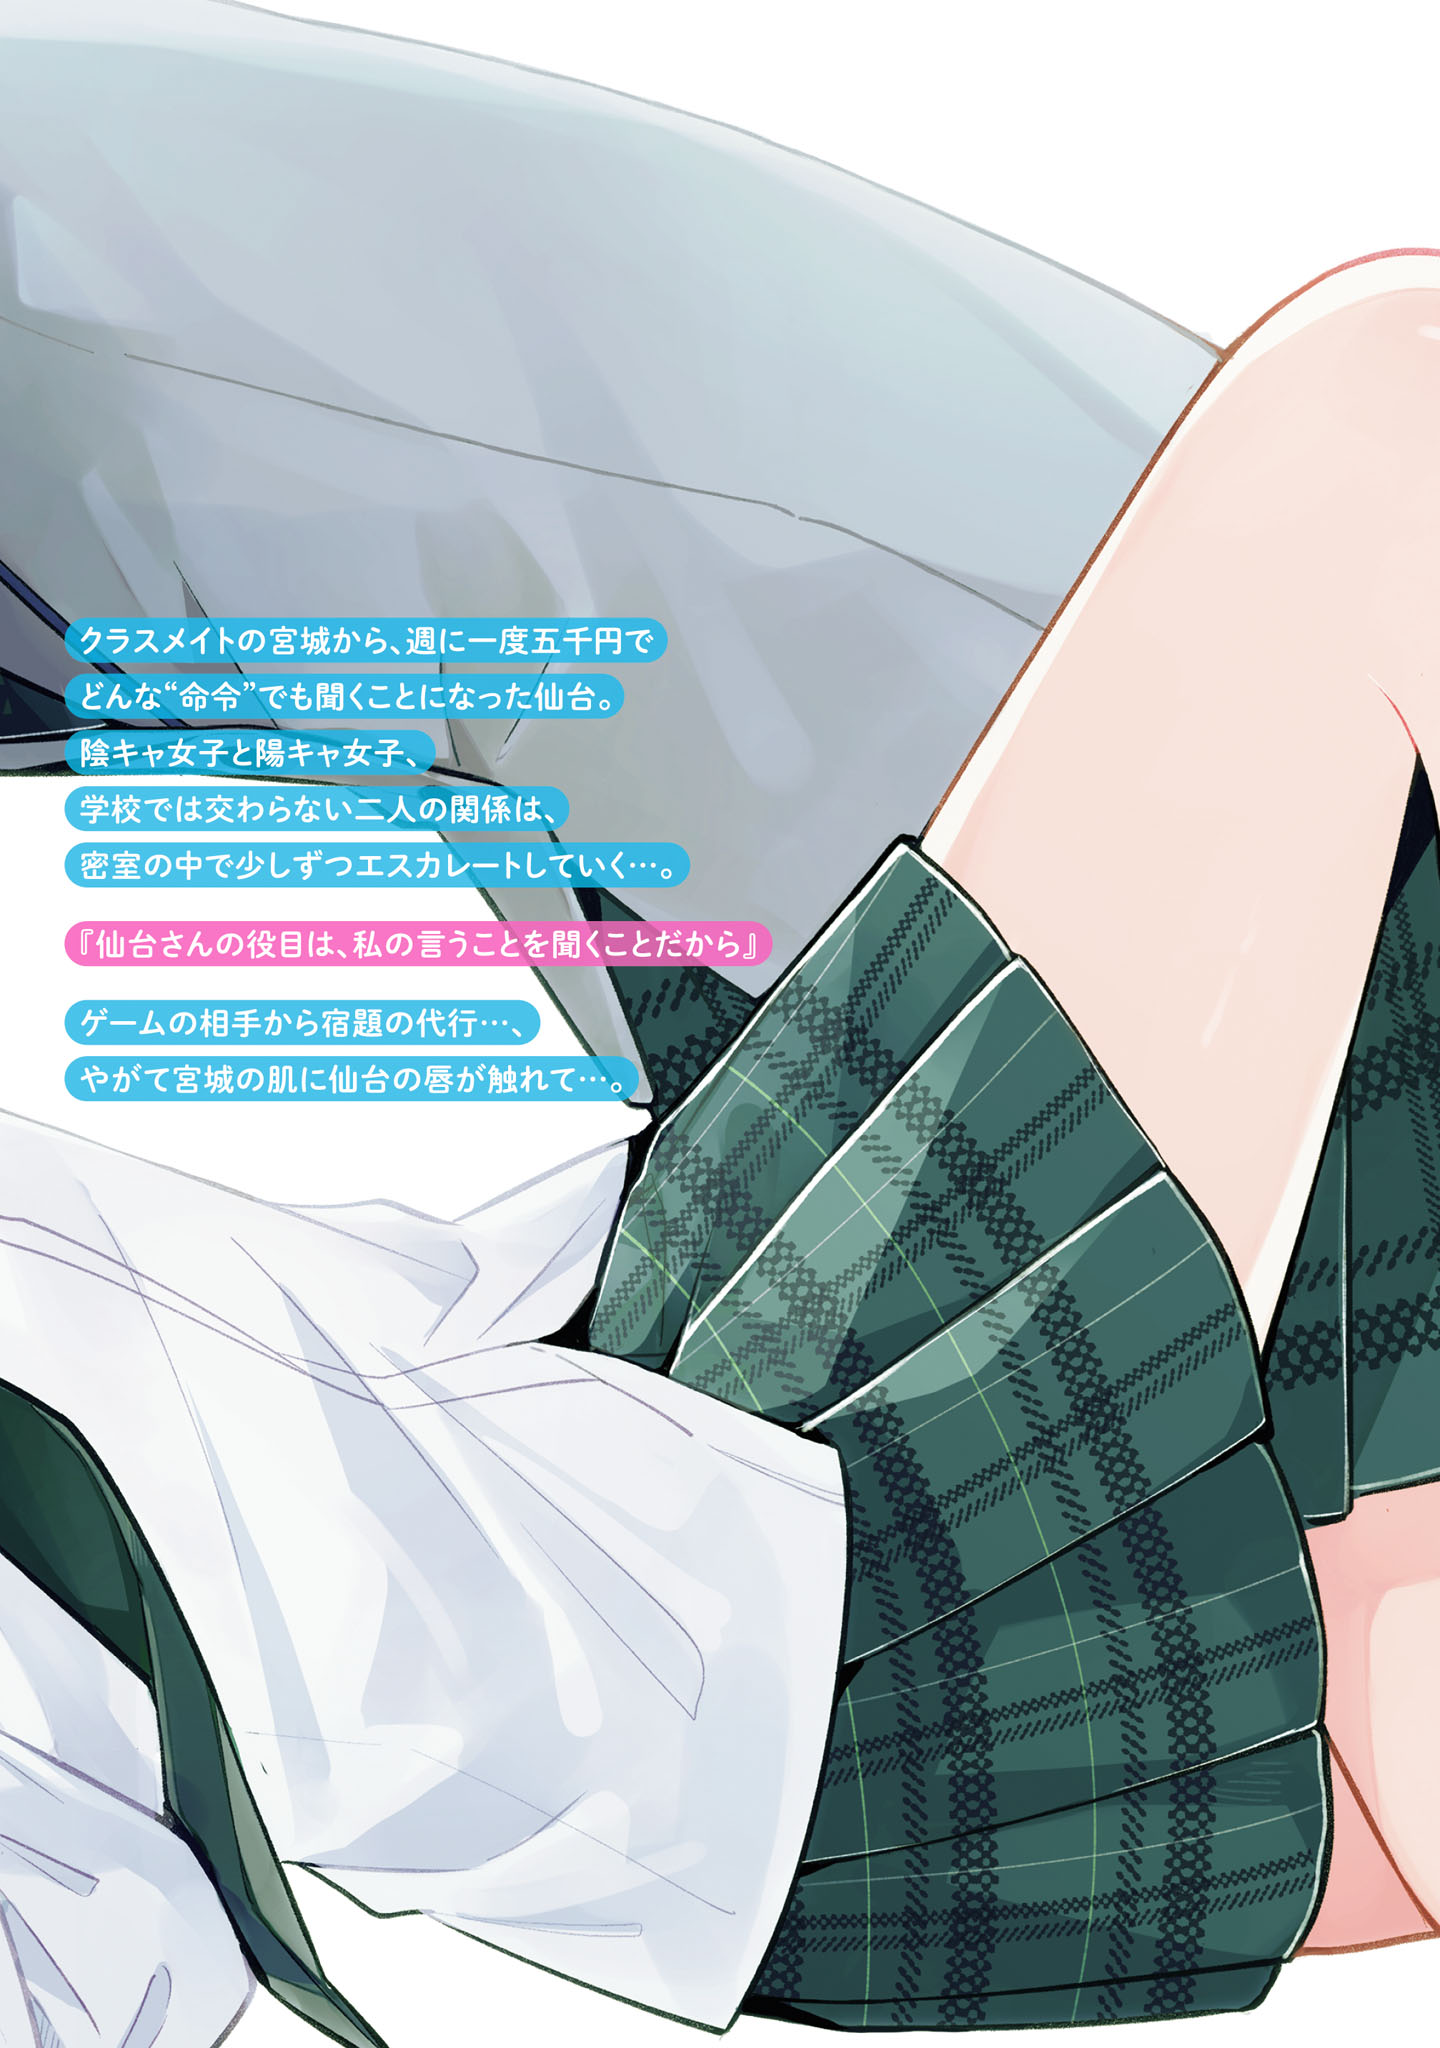 クラスメイトの宮城から、週に一度五千円で
どんな“命令”でも聞くことになった仙台。
陰キャ女子と陽キャ女子、
学校では交わらない二人の関係は、
密室の中で少しずつエスカレートしていく…。
『仙台さんの役目は、私の言うことを聞くことだから』
ゲームの相手から宿題の代行…、
やがて宮城の肌に仙台の唇が触れて…。